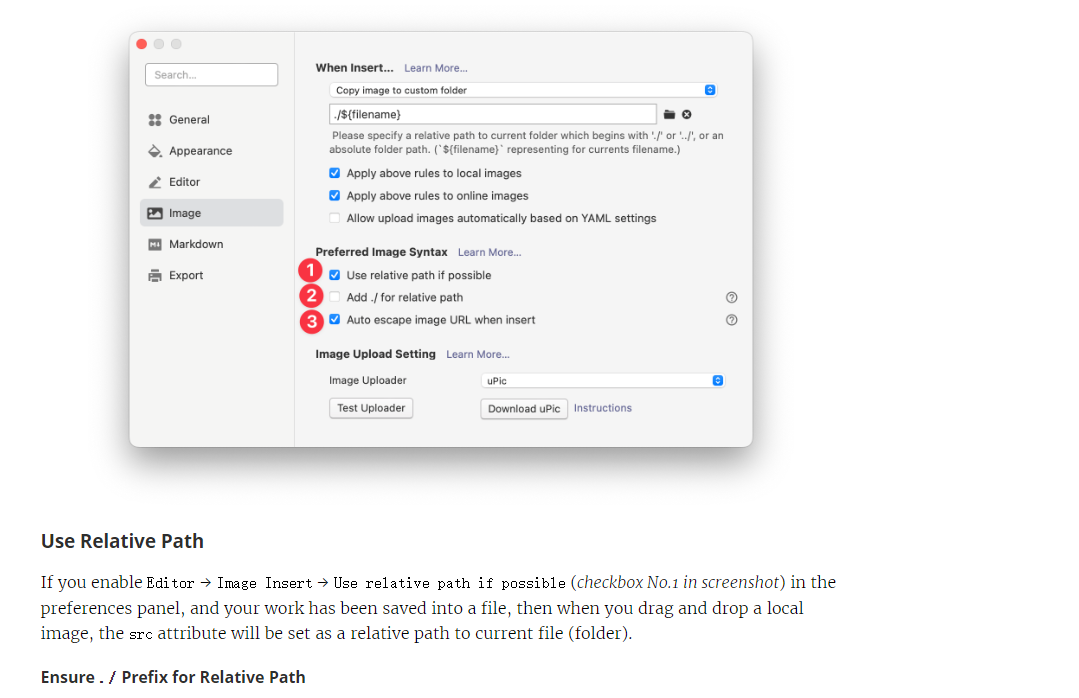 Search...
General
Appearance
Editor
Image
Markdown
Export
When Insert... Learn More...
Copy image to custom folder
./${filename}
Please specify a relative path to current folder which begins with './' or '../', or an
absolute folder path. (`${filename}` representing for currents filename.)
Apply above rules to local images
Apply above rules to online images
Allow upload images automatically based on YAML settings
Preferred Image Syntax Learn More...
1 Use relative path if possible
2 Add ./ for relative path
3 Auto escape image URL when insert
Image Upload Setting Learn More...
Image Uploader uPic
Test Uploader Download uPic Instructions
Use Relative Path
If you enable Editor → Image Insert → Use relative path if possible (checkbox No.1 in screenshot) in the
preferences panel, and your work has been saved into a file, then when you drag and drop a local
image, the src attribute will be set as a relative path to current file (folder).
Ensure ./ Prefix for Relative Path